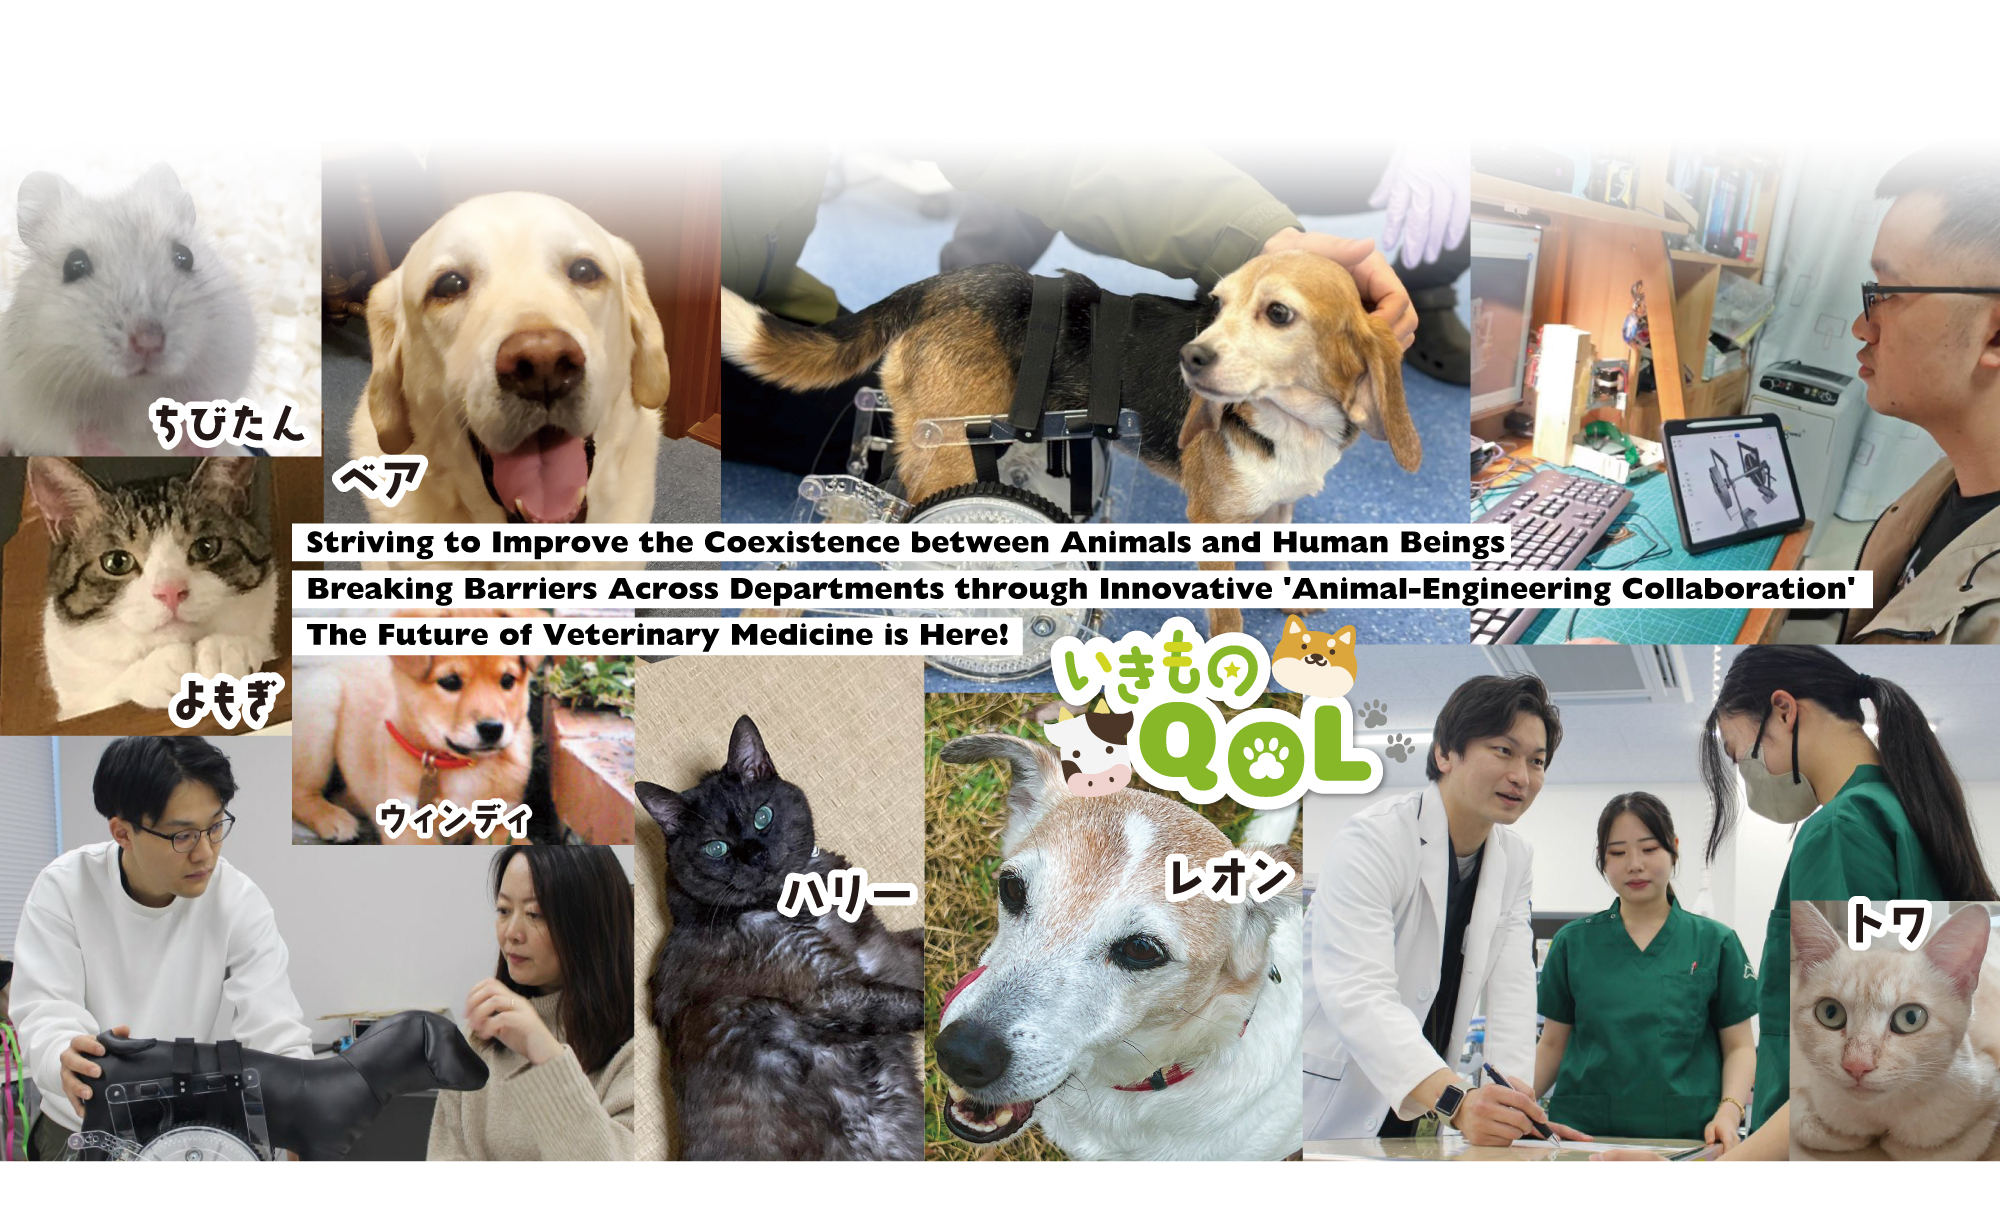 ちびたん
ベア
Striving to Improve the Coexistence between Animals and Human Beings
Breaking Barriers Across Departments through Innovative 'Animal-Engineering Collaboration'
The Future of Veterinary Medicine is Here!
よもぎ
いきもの
QOL
ウィンディ
ハリー
レオン
トワ